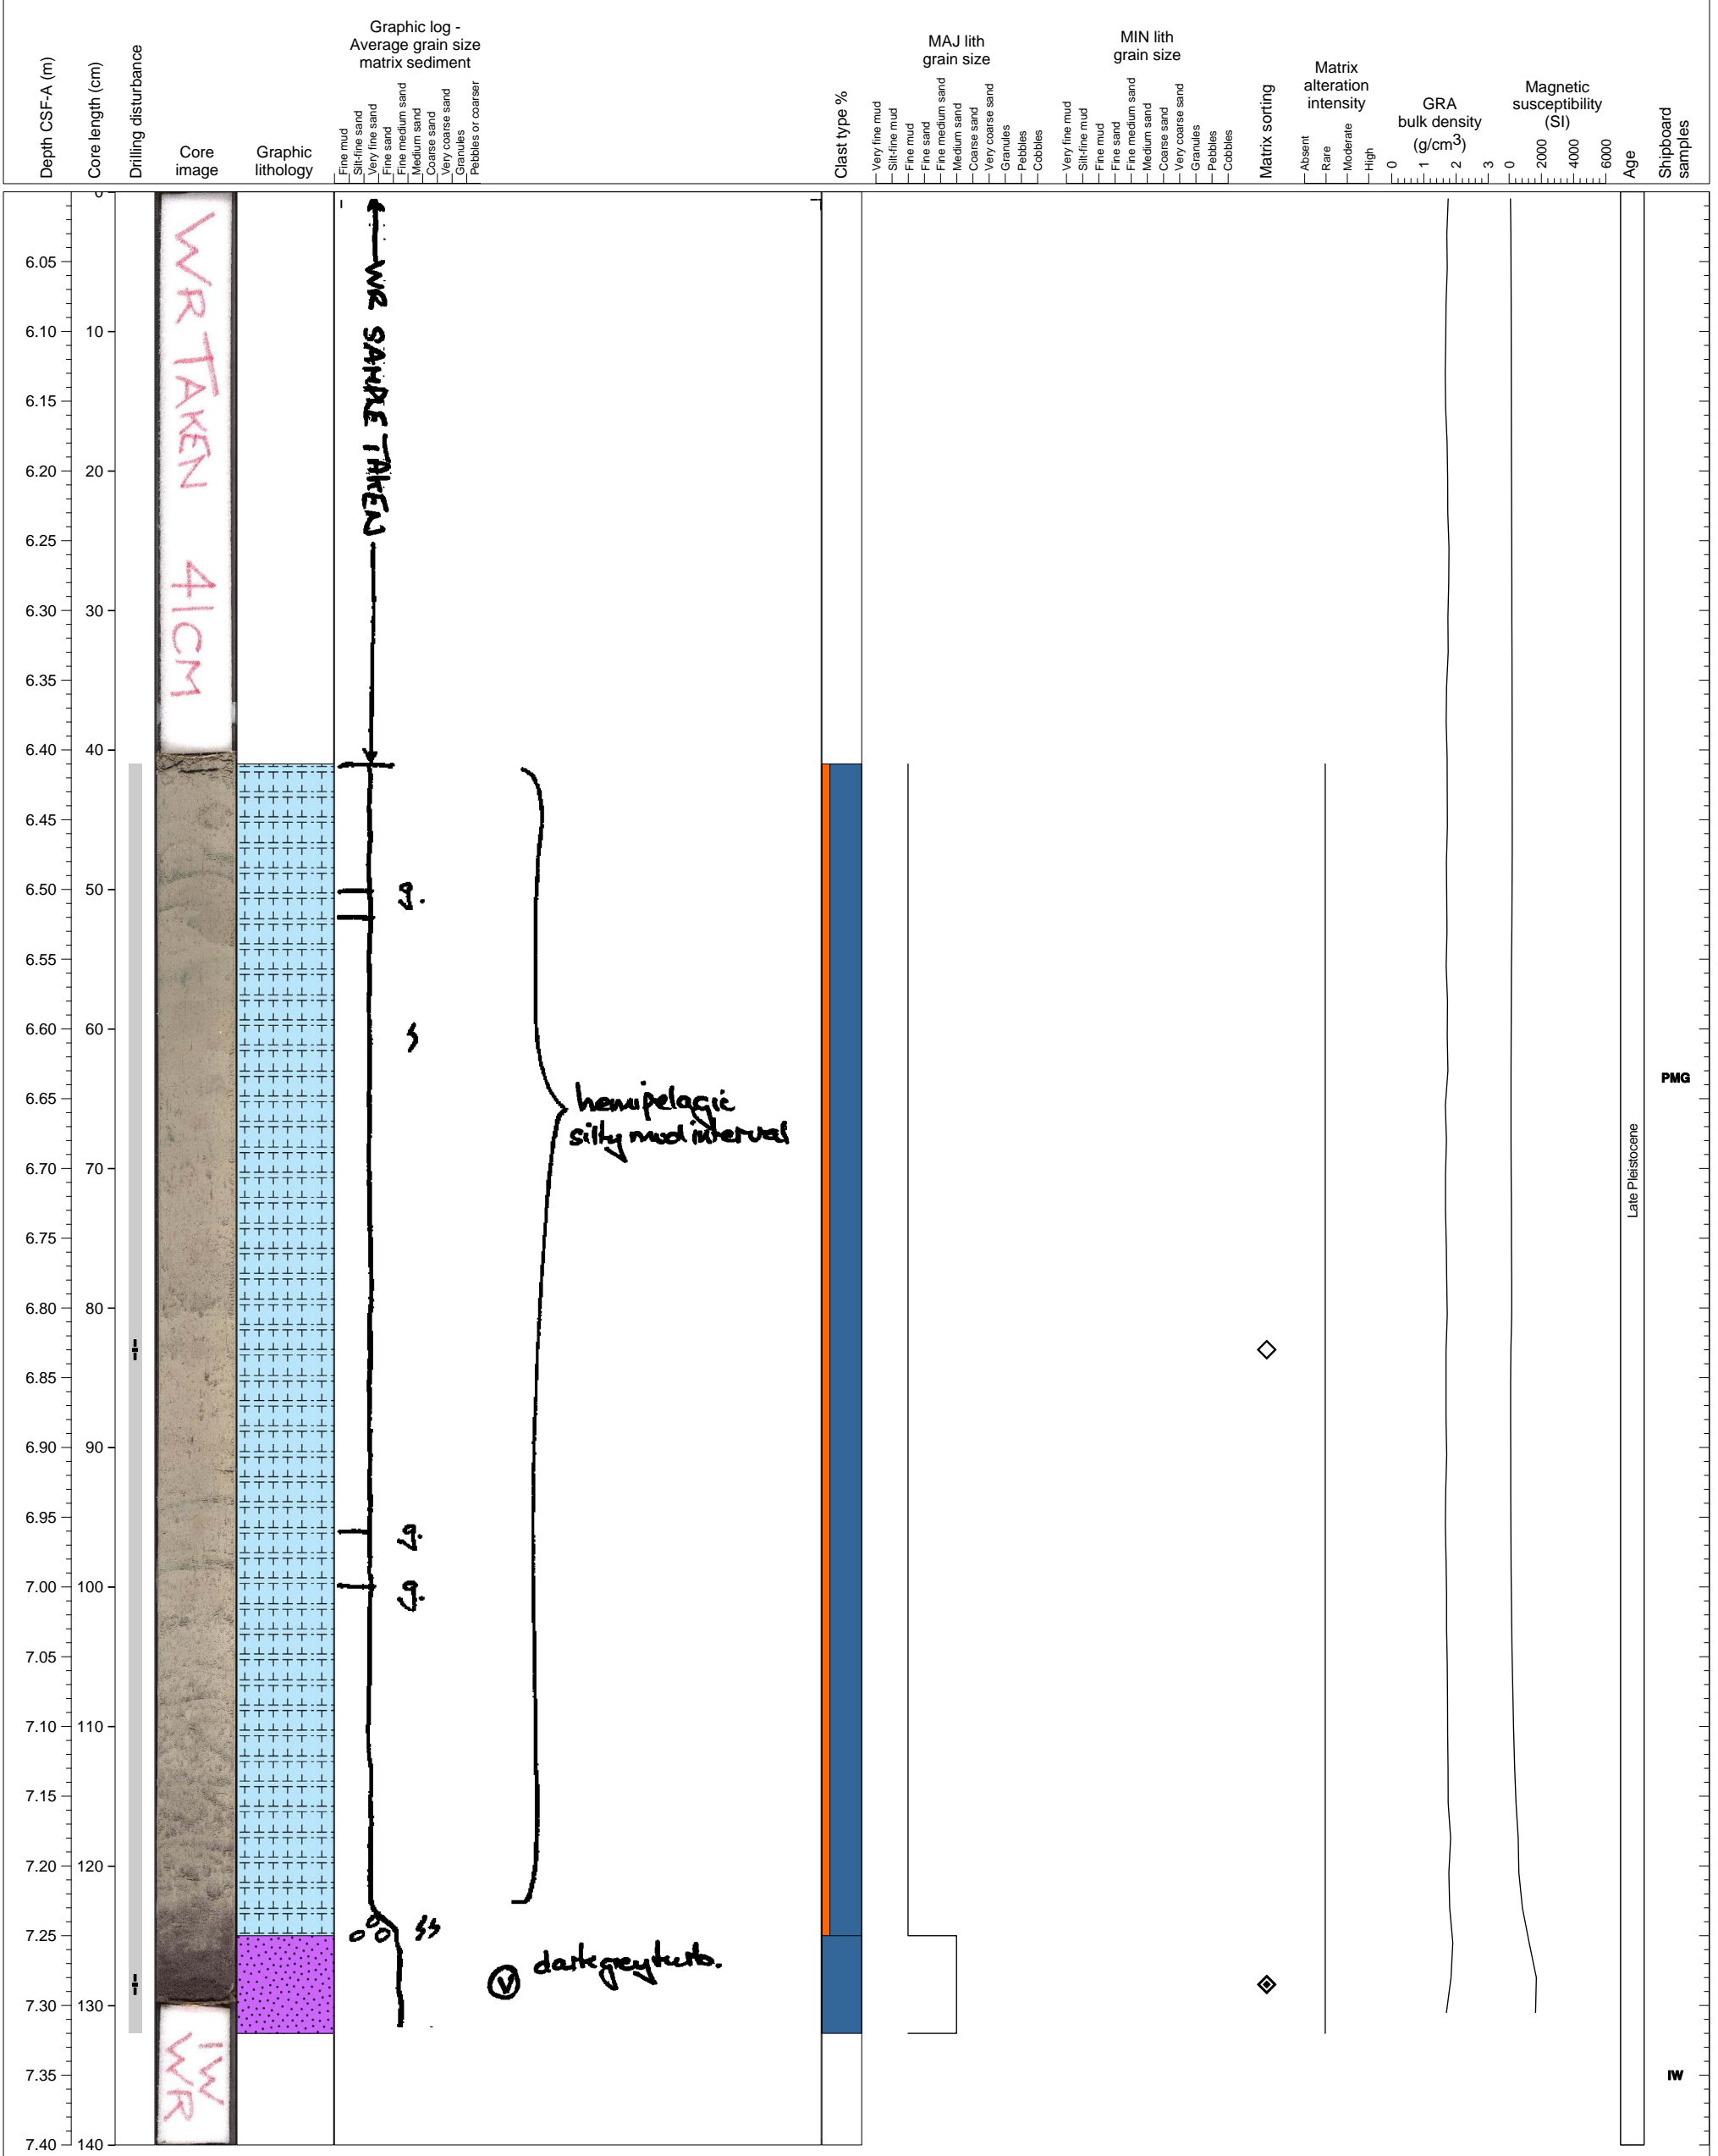 Depth CSF-A (m)
Core length (cm)
Drilling disturbance
Core
image
Graphic
lithology
Graphic log -
Average grain size
matrix sediment
Fine mud
Silt-fine sand
Very fine sand
Fine sand
Fine medium sand
Medium sand
Coarse sand
Very coarse sand
Granules
Pebbles or coarser
Clast type %
MAJ lith
grain size
Very fine mud
Silt-fine mud
Fine mud
Fine sand
Fine medium sand
Medium sand
Coarse sand
Very coarse sand
Granules
Pebbles
Cobbles
MIN lith
grain size
Very fine mud
Silt-fine mud
Fine mud
Fine sand
Fine medium sand
Medium sand
Coarse sand
Very coarse sand
Granules
Pebbles
Cobbles
Matrix sorting
Matrix
alteration
intensity
Absent
Rare
Moderate
High
GRA
bulk density
(g/cm3)
0 1 2 3
Magnetic
susceptibility
(SI)
0 2000 4000 6000
Age
Shipboard
samples
0
6.05
6.10 10
6.15
6.20 20
6.25
6.30 30
6.35
6.40 40
6.45
6.50 50
6.55
6.60 60
6.65
6.70 70
6.75
6.80 80
6.85
6.90 90
6.95
7.00 100
7.05
7.10 110
7.15
7.20 120
7.25
7.30 130
7.35
7.40 140
WR TAKEN 41CM
WR SAMPLE TAKEN
g.
hemipelagic
silty mud interval
g.
g.
V dark grey turb.
IW
WR
Late Pleistocene
PMG
IW